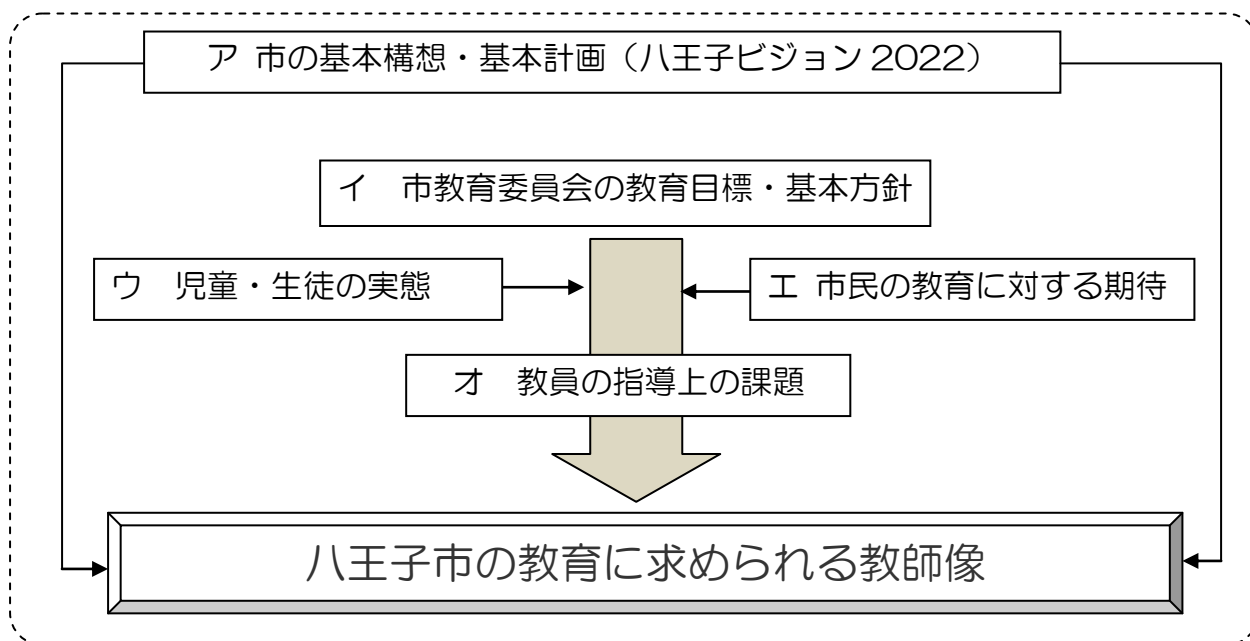 ア 市の基本構想・基本計画（八王子ビジョン2022）
イ　市教育委員会の教育目標・基本方針
ウ　児童・生徒の実態
エ 市民の教育に対する期待
オ　教員の指導上の課題
八王子市の教育に求められる教師像